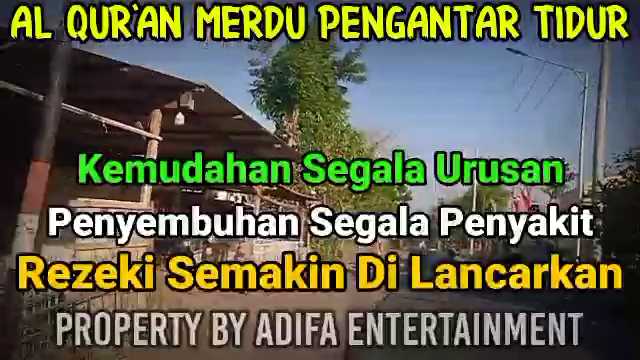 AL QUR'AN MERDU PENGANTAR TIDUR
Kemudahan Segala Urusan
Penyembuhan Segala Penyakit
Rezeki Semakin Di Lancarkan
PROPERTY BY ADIFA ENTERTAINMENT